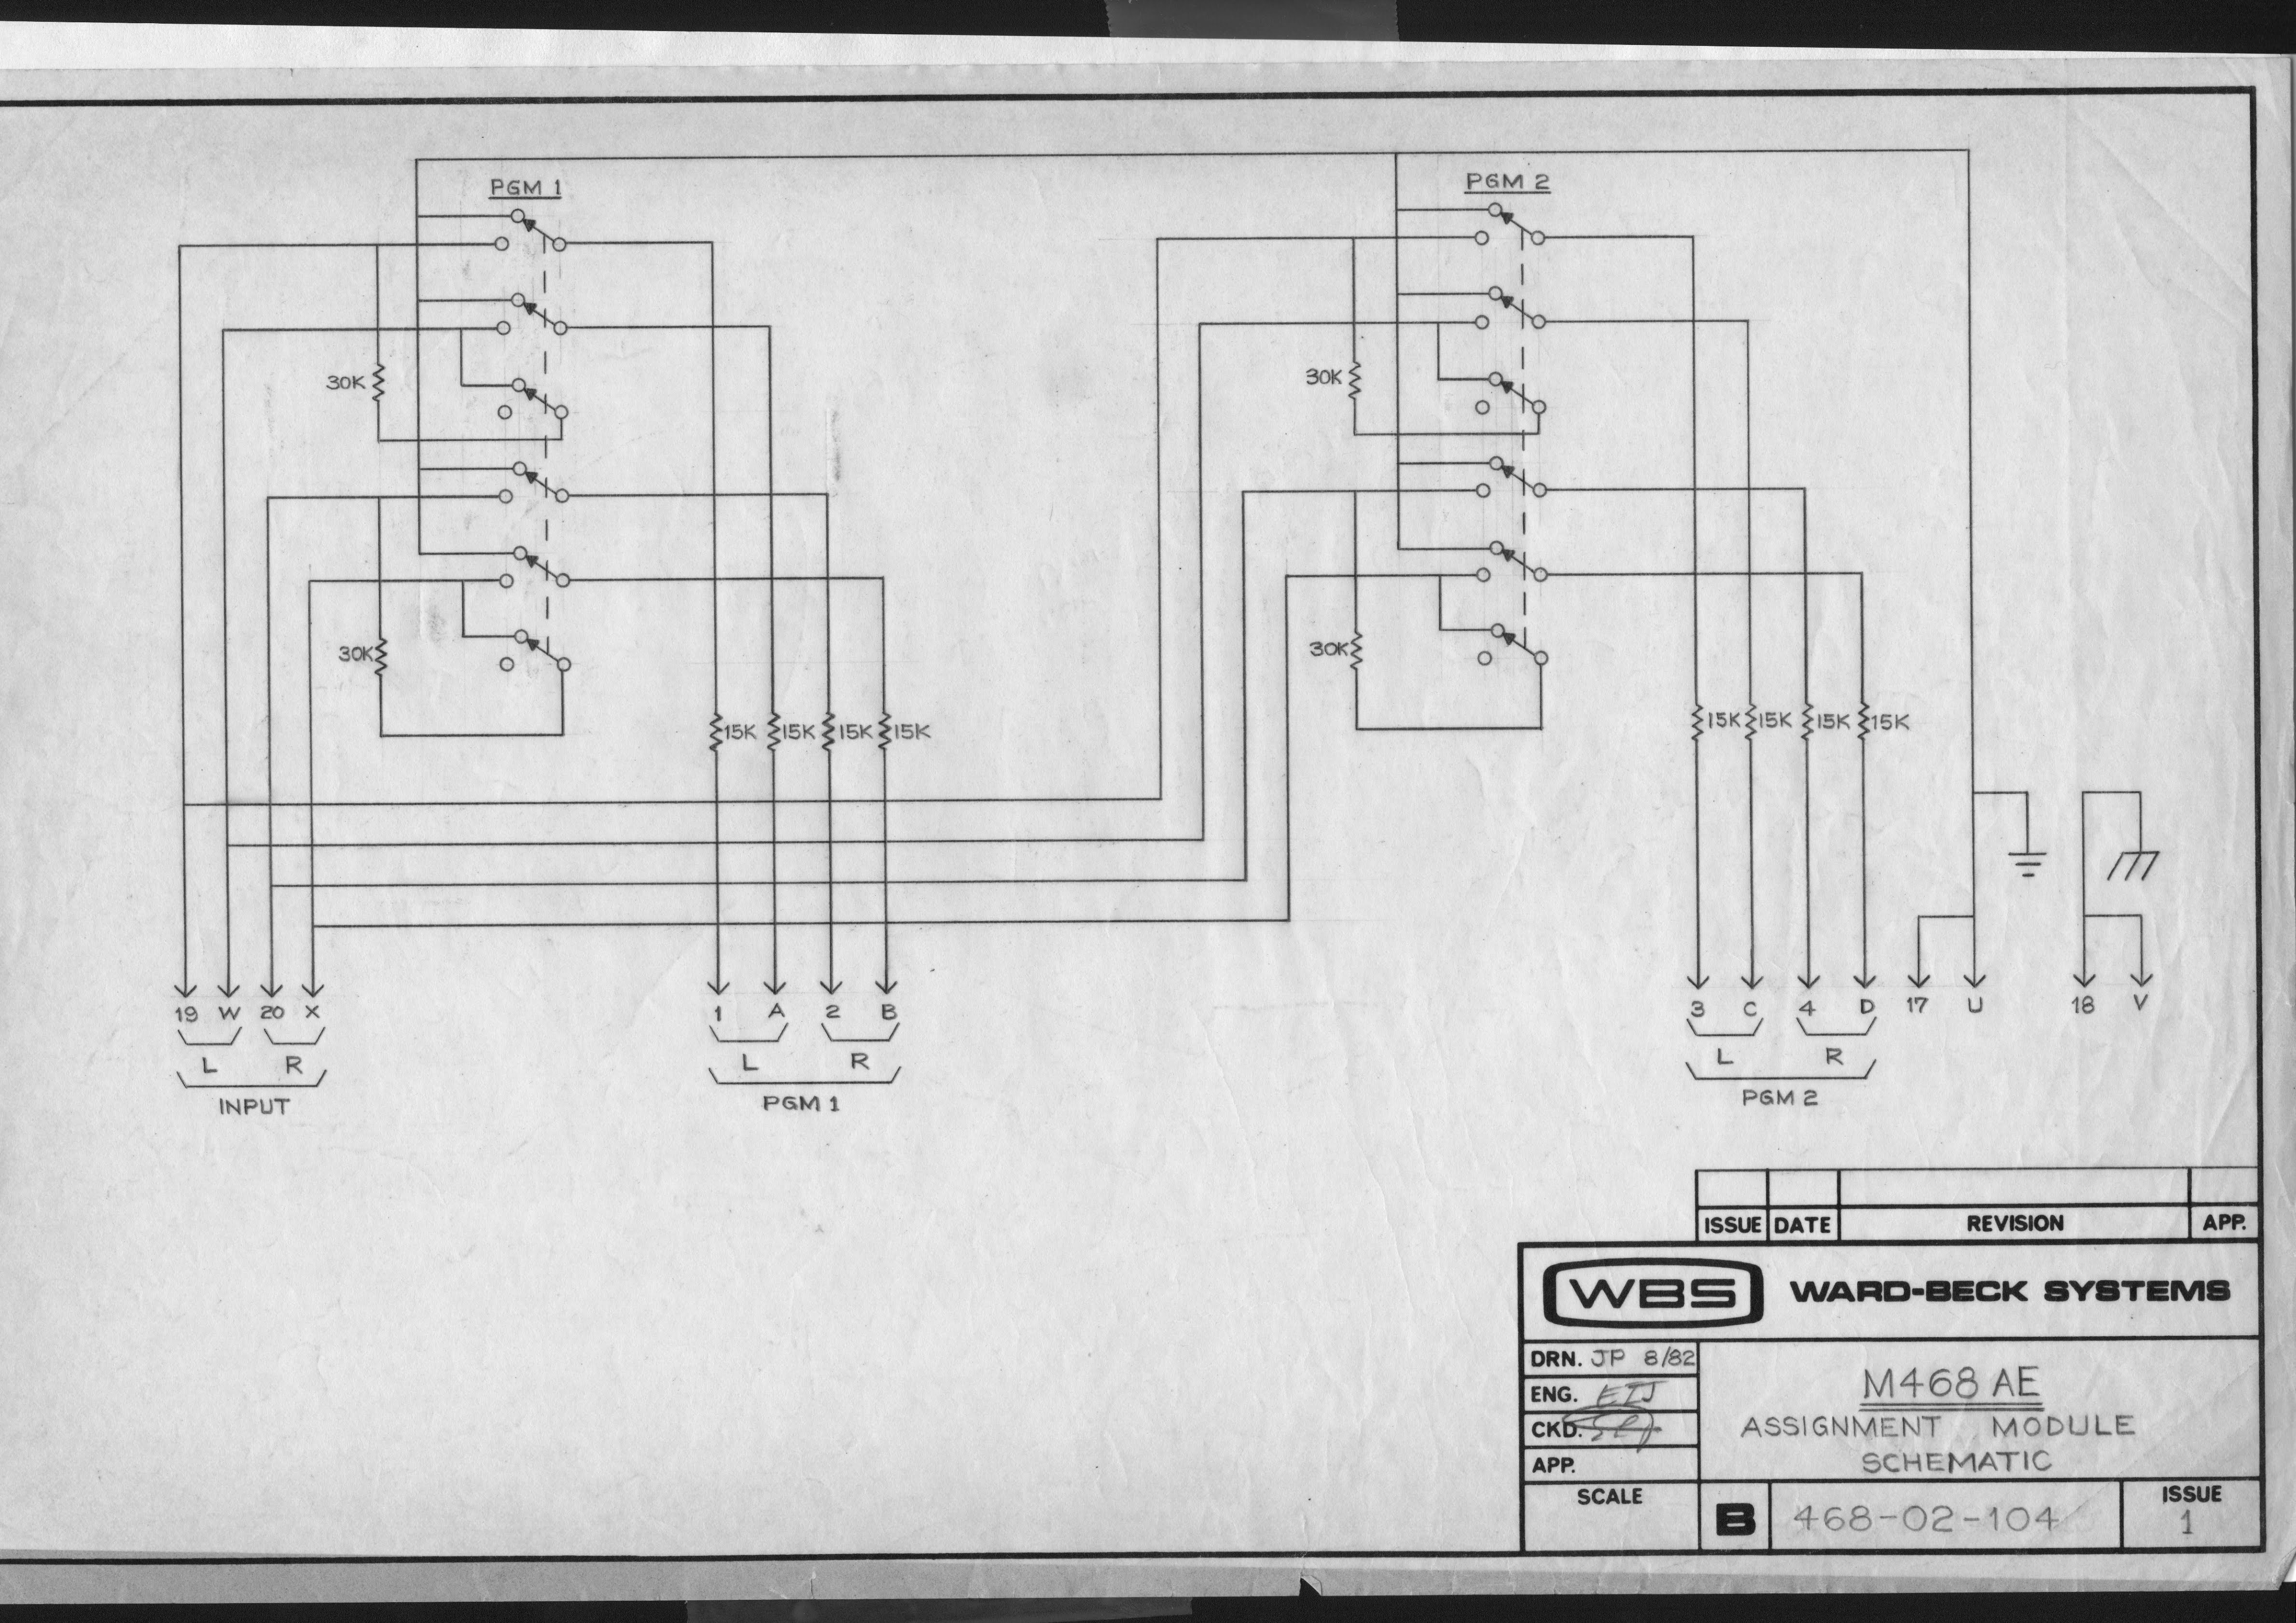 PGM 1
PGM 2
30K
30K
30K
30K
15K 15K 15K 15K
15K 15K 15K 15K
19 W 20 X
L R
INPUT
1 A 2 B
L R
PGM 1
3 C 4 D 17 U 18 V
L R
PGM 2
ISSUE DATE REVISION APP.
WBS WARD-BECK SYSTEMS
DRN. JP 8/82
ENG. EIJ
CKD.
APP.
SCALE
M468 AE
ASSIGNMENT MODULE
SCHEMATIC
B 468-02-104
ISSUE
1